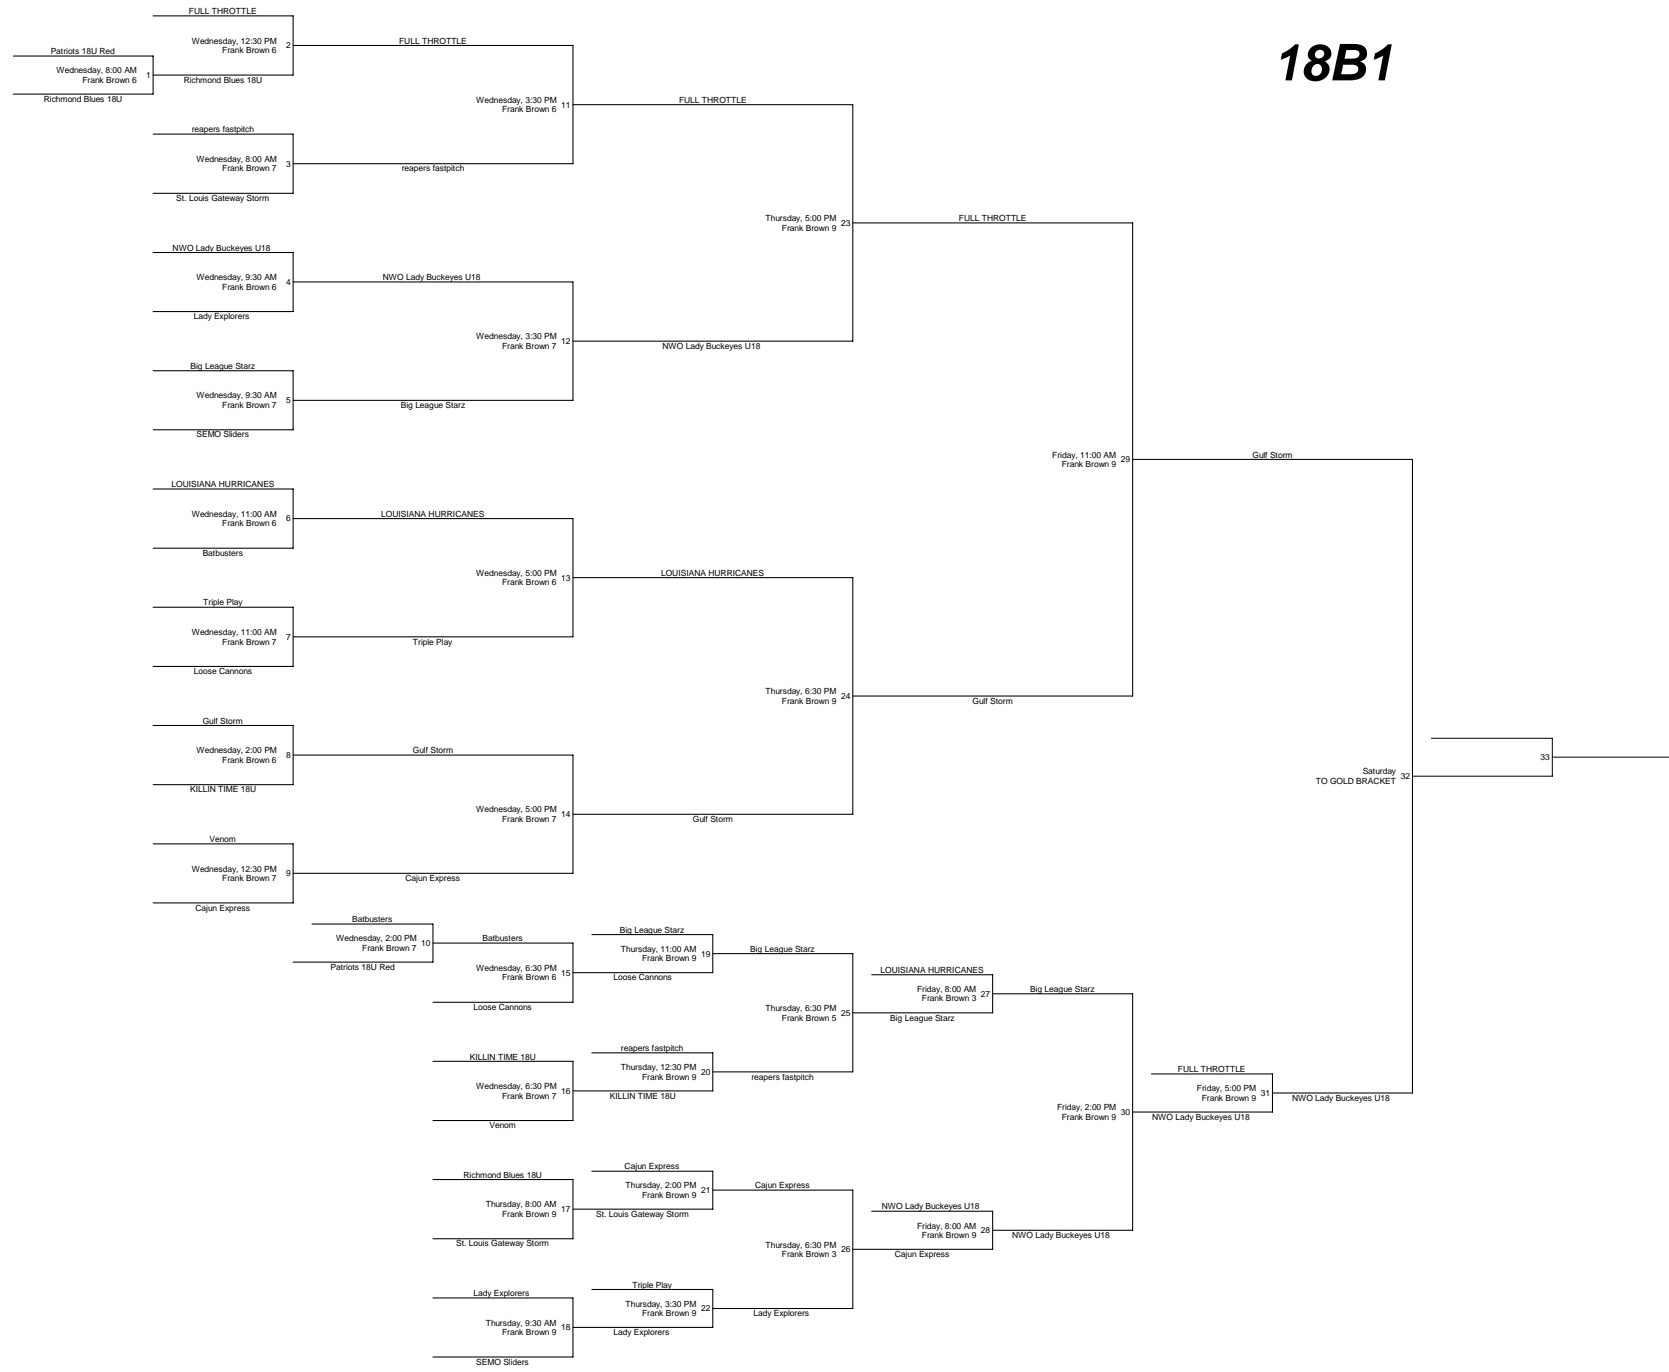 18B1
FULL THROTTLE
Wednesday, 12:30 PM
Frank Brown 6
2
FULL THROTTLE
Patriots 18U Red
Wednesday, 8:00 AM
Frank Brown 6
1
Richmond Blues 18U
Richmond Blues 18U
Wednesday, 3:30 PM
Frank Brown 6
11
FULL THROTTLE
reapers fastpitch
Wednesday, 8:00 AM
Frank Brown 7
3
reapers fastpitch
St. Louis Gateway Storm
Thursday, 5:00 PM
Frank Brown 9
23
FULL THROTTLE
NWO Lady Buckeyes U18
Wednesday, 9:30 AM
Frank Brown 6
4
NWO Lady Buckeyes U18
Lady Explorers
Wednesday, 3:30 PM
Frank Brown 7
12
NWO Lady Buckeyes U18
Big League Starz
Wednesday, 9:30 AM
Frank Brown 7
5
Big League Starz
SEMO Sliders
Friday, 11:00 AM
Frank Brown 9
29
Gulf Storm
LOUISIANA HURRICANES
Wednesday, 11:00 AM
Frank Brown 6
6
LOUISIANA HURRICANES
Batbusters
Wednesday, 5:00 PM
Frank Brown 6
13
LOUISIANA HURRICANES
Triple Play
Wednesday, 11:00 AM
Frank Brown 7
7
Triple Play
Loose Cannons
Thursday, 6:30 PM
Frank Brown 9
24
Gulf Storm
Gulf Storm
Wednesday, 2:00 PM
Frank Brown 6
8
Gulf Storm
KILLIN TIME 18U
33
Saturday
TO GOLD BRACKET
32
Wednesday, 5:00 PM
Frank Brown 7
14
Gulf Storm
Venom
Wednesday, 12:30 PM
Frank Brown 7
9
Cajun Express
Cajun Express
Batbusters
Wednesday, 2:00 PM
Frank Brown 7
10
Patriots 18U Red
Batbusters
Wednesday, 6:30 PM
Frank Brown 6
15
Loose Cannons
Big League Starz
Thursday, 11:00 AM
Frank Brown 9
19
Loose Cannons
Big League Starz
Thursday, 6:30 PM
Frank Brown 5
25
LOUISIANA HURRICANES
Friday, 8:00 AM
Frank Brown 3
27
Big League Starz
Big League Starz
KILLIN TIME 18U
Wednesday, 6:30 PM
Frank Brown 7
16
Venom
reapers fastpitch
Thursday, 12:30 PM
Frank Brown 9
20
KILLIN TIME 18U
reapers fastpitch
Friday, 2:00 PM
Frank Brown 9
30
FULL THROTTLE
Friday, 5:00 PM
Frank Brown 9
31
NWO Lady Buckeyes U18
NWO Lady Buckeyes U18
Richmond Blues 18U
Thursday, 8:00 AM
Frank Brown 9
17
St. Louis Gateway Storm
Cajun Express
Thursday, 2:00 PM
Frank Brown 9
21
St. Louis Gateway Storm
Cajun Express
Thursday, 6:30 PM
Frank Brown 3
26
NWO Lady Buckeyes U18
Friday, 8:00 AM
Frank Brown 9
28
Cajun Express
NWO Lady Buckeyes U18
Lady Explorers
Thursday, 9:30 AM
Frank Brown 9
18
SEMO Sliders
Triple Play
Thursday, 3:30 PM
Frank Brown 9
22
Lady Explorers
Lady Explorers